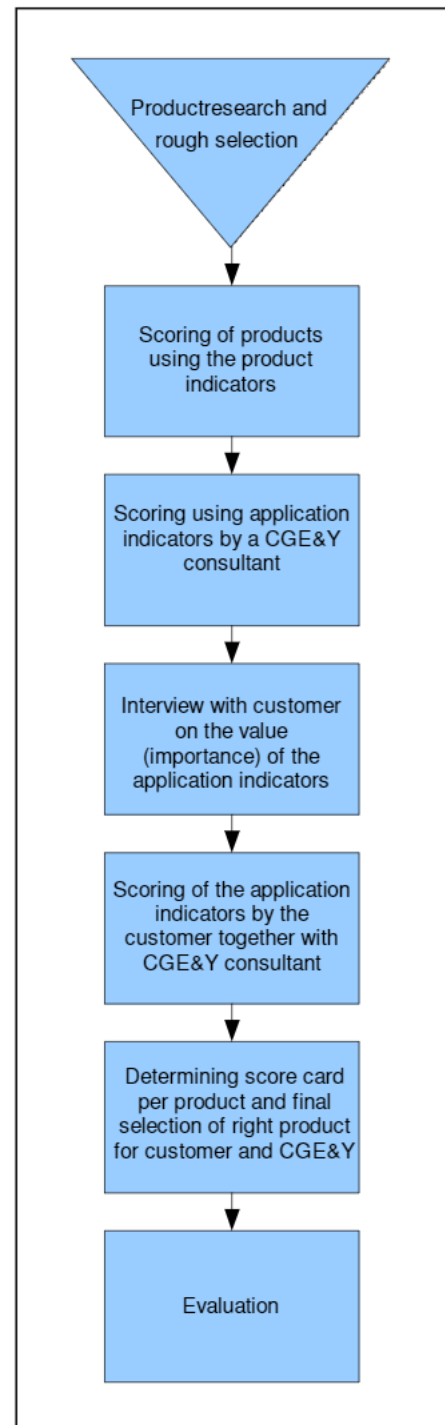 Productresearch and
rough selection
Scoring of products
using the product
indicators
Scoring using application
indicators by a CGE&Y
consultant
Interview with customer
on the value
(importance) of the
application indicators
Scoring of the application
indicators by the
customer together with
CGE&Y consultant
Determining score card
per product and final
selection of right product
for customer and CGE&Y
Evaluation